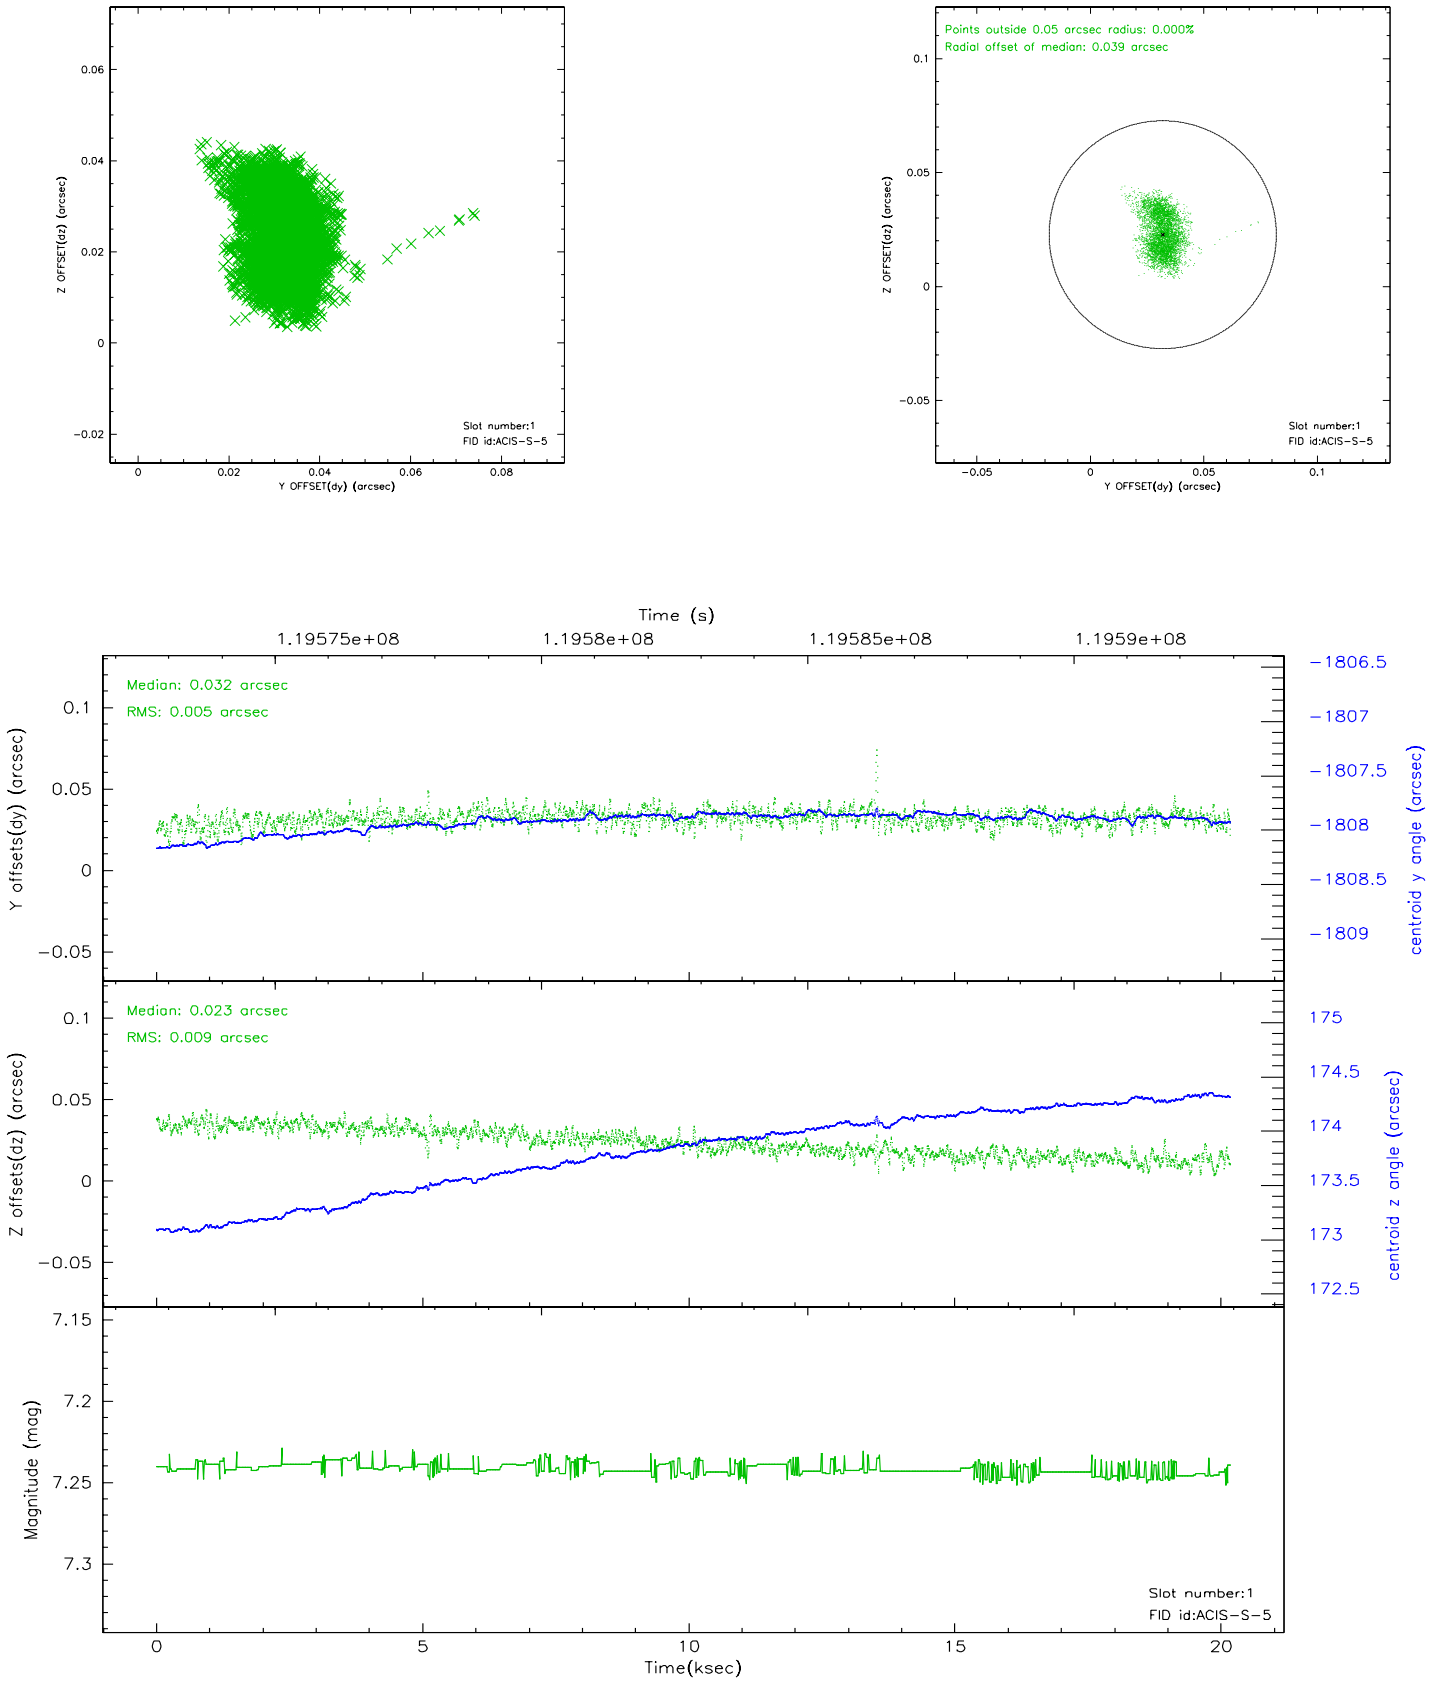 0.06
0.04
0.02
0
-0.02
Z OFFSET(dz) (arcsec)
0
0.02
0.04
0.06
0.08
Y OFFSET(dy) (arcsec)
Slot number:1
FID id:ACIS-S-5
Points outside 0.05 arcsec radius: 0.000%
Radial offset of median: 0.039 arcsec
0.1
0.05
0
-0.05
Z OFFSET(dz) (arcsec)
-0.05
0
0.05
0.1
Y OFFSET(dy) (arcsec)
Slot number:1
FID id:ACIS-S-5
Time (s)
1.19575e+08
1.1958e+08
1.19585e+08
1.1959e+08
Median: 0.032 arcsec
RMS: 0.005 arcsec
0.1
0.05
0
-0.05
Y offsets(dy) (arcsec)
-1806.5
-1807
-1807.5
-1808
-1808.5
-1809
centroid y angle (arcsec)
Median: 0.023 arcsec
RMS: 0.009 arcsec
0.1
0.05
0
-0.05
Z offsets(dz) (arcsec)
175
174.5
174
173.5
173
172.5
centroid z angle (arcsec)
7.15
7.2
7.25
7.3
Magnitude (mag)
Slot number:1
FID id:ACIS-S-5
0
5
10
15
20
Time(ksec)